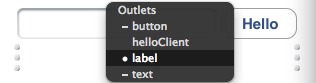 Outlets
– button
helloClient
• label
– text
Hello